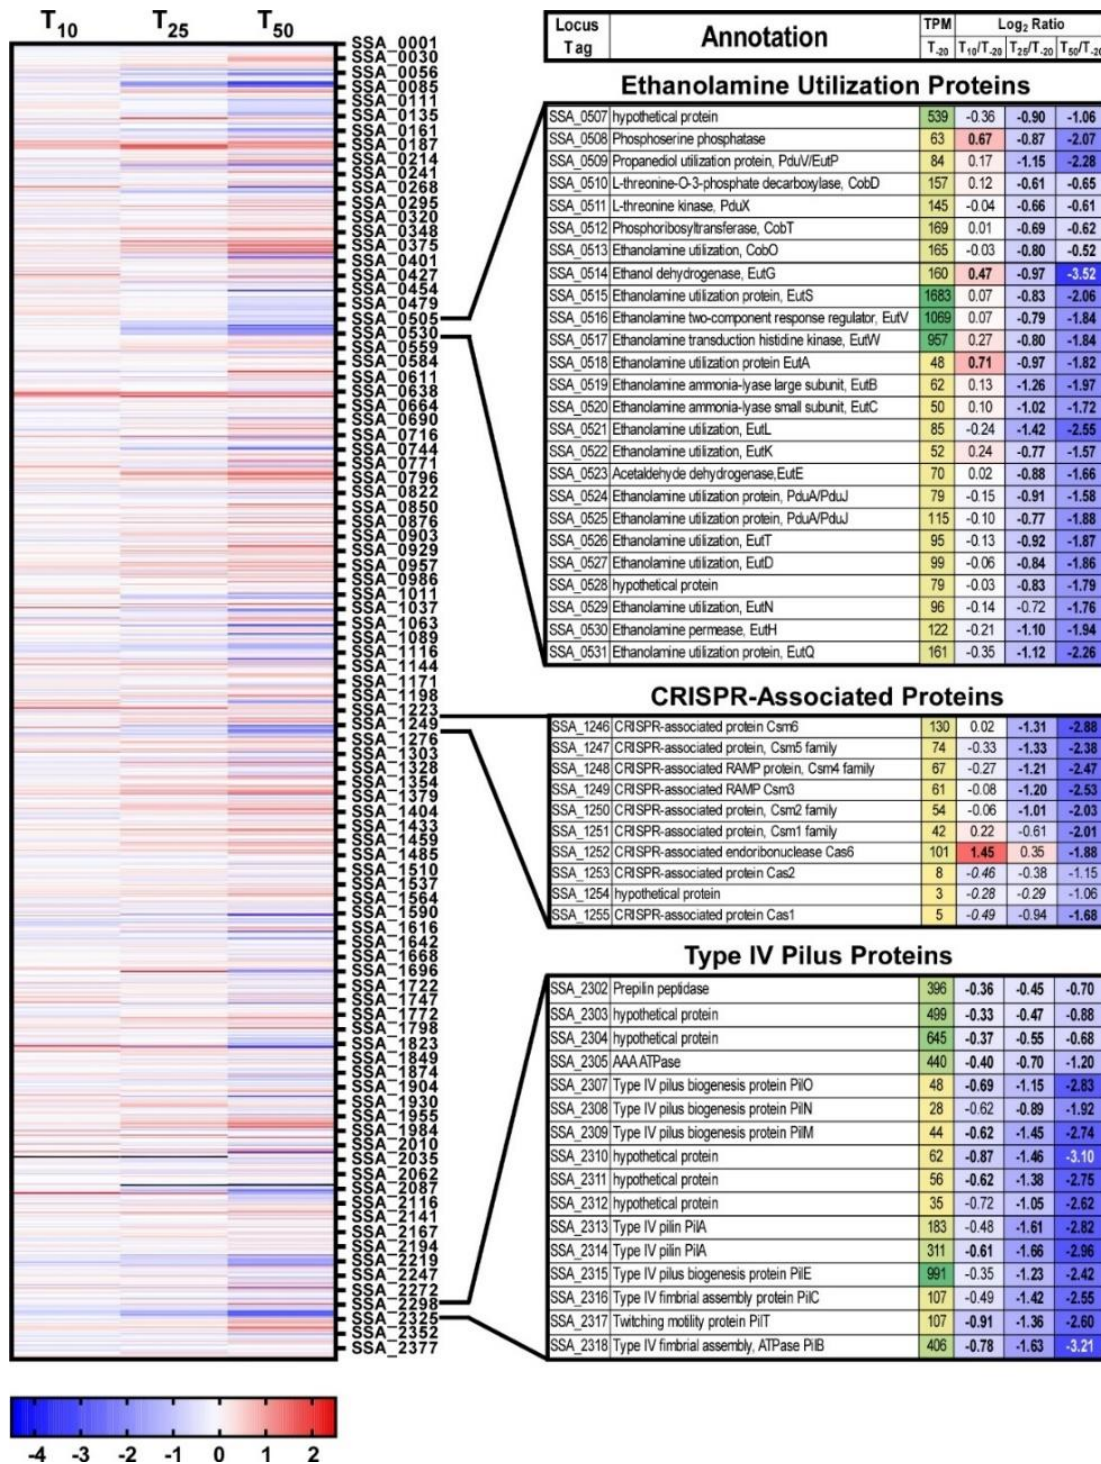 T10 T25 T50
SSA_0001
SSA_0030
SSA_0056
SSA_0085
SSA_0111
SSA_0135
SSA_0161
SSA_0187
SSA_0214
SSA_0241
SSA_0268
SSA_0295
SSA_0320
SSA_0348
SSA_0375
SSA_0401
SSA_0427
SSA_0454
SSA_0479
SSA_0505
SSA_0530
SSA_0559
SSA_0584
SSA_0611
SSA_0638
SSA_0664
SSA_0690
SSA_0716
SSA_0744
SSA_0771
SSA_0796
SSA_0822
SSA_0850
SSA_0876
SSA_0903
SSA_0929
SSA_0957
SSA_0986
SSA_1011
SSA_1037
SSA_1063
SSA_1089
SSA_1116
SSA_1144
SSA_1171
SSA_1198
SSA_1223
SSA_1249
SSA_1276
SSA_1303
SSA_1328
SSA_1354
SSA_1379
SSA_1404
SSA_1433
SSA_1459
SSA_1485
SSA_1510
SSA_1537
SSA_1564
SSA_1590
SSA_1616
SSA_1642
SSA_1668
SSA_1696
SSA_1722
SSA_1747
SSA_1772
SSA_1798
SSA_1823
SSA_1849
SSA_1874
SSA_1904
SSA_1930
SSA_1955
SSA_1984
SSA_2010
SSA_2035
SSA_2062
SSA_2087
SSA_2116
SSA_2141
SSA_2167
SSA_2194
SSA_2219
SSA_2247
SSA_2272
SSA_2298
SSA_2325
SSA_2352
SSA_2377
-4 -3 -2 -1 0 1 2
Locus Tag Annotation TPM T-20 Log2 Ratio T10/T-20 T25/T-20 T50/T-20
Ethanolamine Utilization Proteins
SSA_0507 hypothetical protein 539 -0.36 -0.90 -1.06
SSA_0508 Phosphoserine phosphatase 63 0.67 -0.87 -2.07
SSA_0509 Propanediol utilization protein, PduV/EutP 84 0.17 -1.15 -2.28
SSA_0510 L-threonine-O-3-phosphate decarboxylase, CobD 157 0.12 -0.61 -0.65
SSA_0511 L-threonine kinase, PduX 145 -0.04 -0.66 -0.61
SSA_0512 Phosphoribosyltransferase, CobT 169 0.01 -0.69 -0.62
SSA_0513 Ethanolamine utilization, CobO 165 -0.03 -0.80 -0.52
SSA_0514 Ethanol dehydrogenase, EutG 160 0.47 -0.97 -3.52
SSA_0515 Ethanolamine utilization protein, EutS 1683 0.07 -0.83 -2.06
SSA_0516 Ethanolamine two-component response regulator, EutV 1069 0.07 -0.79 -1.84
SSA_0517 Ethanolamine transduction histidine kinase, EutW 957 0.27 -0.80 -1.84
SSA_0518 Ethanolamine utilization protein EutA 48 0.71 -0.97 -1.82
SSA_0519 Ethanolamine ammonia-lyase large subunit, EutB 62 0.13 -1.26 -1.97
SSA_0520 Ethanolamine ammonia-lyase small subunit, EutC 50 0.10 -1.02 -1.72
SSA_0521 Ethanolamine utilization, EutL 85 -0.24 -1.42 -2.55
SSA_0522 Ethanolamine utilization, EutK 52 0.24 -0.77 -1.57
SSA_0523 Acetaldehyde dehydrogenase,EutE 70 0.02 -0.88 -1.66
SSA_0524 Ethanolamine utilization protein, PduA/PduJ 79 -0.15 -0.91 -1.58
SSA_0525 Ethanolamine utilization protein, PduA/PduJ 115 -0.10 -0.77 -1.88
SSA_0526 Ethanolamine utilization, EutT 95 -0.13 -0.92 -1.87
SSA_0527 Ethanolamine utilization, EutD 99 -0.06 -0.84 -1.86
SSA_0528 hypothetical protein 79 -0.03 -0.83 -1.79
SSA_0529 Ethanolamine utilization, EutN 96 -0.14 -0.72 -1.76
SSA_0530 Ethanolamine permease, EutH 122 -0.21 -1.10 -1.94
SSA_0531 Ethanolamine utilization protein, EutQ 161 -0.35 -1.12 -2.26
CRISPR-Associated Proteins
SSA_1246 CRISPR-associated protein Csm6 130 0.02 -1.31 -2.88
SSA_1247 CRISPR-associated protein, Csm5 family 74 -0.33 -1.33 -2.38
SSA_1248 CRISPR-associated RAMP protein, Csm4 family 67 -0.27 -1.21 -2.47
SSA_1249 CRISPR-associated RAMP Csm3 61 -0.08 -1.20 -2.53
SSA_1250 CRISPR-associated protein, Csm2 family 54 -0.06 -1.01 -2.03
SSA_1251 CRISPR-associated protein, Csm1 family 42 0.22 -0.61 -2.01
SSA_1252 CRISPR-associated endoribonuclease Cas6 101 1.45 0.35 -1.88
SSA_1253 CRISPR-associated protein Cas2 8 -0.46 -0.38 -1.15
SSA_1254 hypothetical protein 3 -0.28 -0.29 -1.06
SSA_1255 CRISPR-associated protein Cas1 5 -0.49 -0.94 -1.68
Type IV Pilus Proteins
SSA_2302 Prepilin peptidase 396 -0.36 -0.45 -0.70
SSA_2303 hypothetical protein 499 -0.33 -0.47 -0.88
SSA_2304 hypothetical protein 645 -0.37 -0.55 -0.68
SSA_2305 AAA ATPase 440 -0.40 -0.70 -1.20
SSA_2307 Type IV pilus biogenesis protein PilO 48 -0.69 -1.15 -2.83
SSA_2308 Type IV pilus biogenesis protein PilN 28 -0.62 -0.89 -1.92
SSA_2309 Type IV pilus biogenesis protein PilM 44 -0.62 -1.45 -2.74
SSA_2310 hypothetical protein 62 -0.87 -1.46 -3.10
SSA_2311 hypothetical protein 56 -0.62 -1.38 -2.75
SSA_2312 hypothetical protein 35 -0.72 -1.05 -2.62
SSA_2313 Type IV pilin PilA 183 -0.48 -1.61 -2.82
SSA_2314 Type IV pilin PilA 311 -0.61 -1.66 -2.96
SSA_2315 Type IV pilus biogenesis protein PilE 991 -0.35 -1.23 -2.42
SSA_2316 Type IV fimbrial assembly protein PilC 107 -0.49 -1.42 -2.55
SSA_2317 Twitching motility protein PilT 107 -0.91 -1.36 -2.60
SSA_2318 Type IV fimbrial assembly, ATPase PilB 406 -0.78 -1.63 -3.21